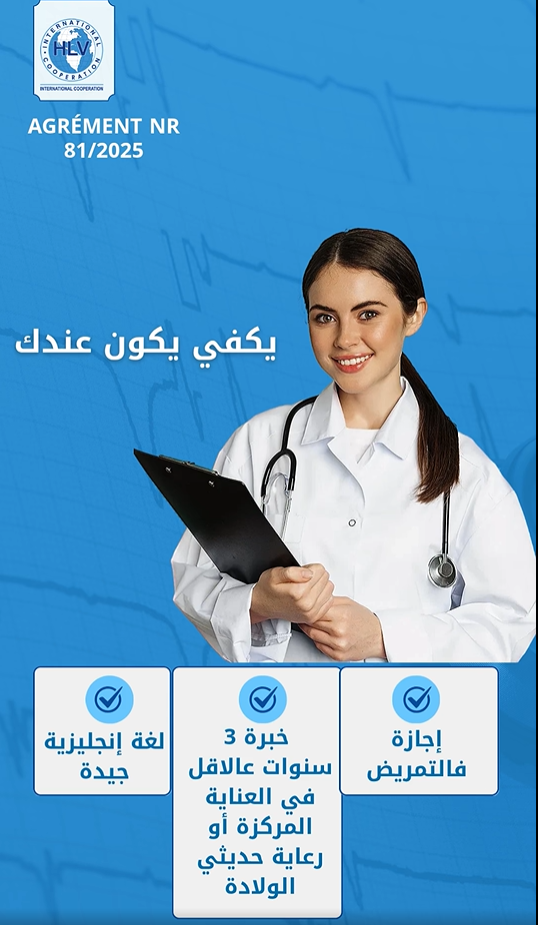 INTERNATIONAL
HLV
COOPERATION
INTERNATIONAL COOPERATION
AGRÉMENT NR
81/2025
يكفي يكون عندك
إجازة
فالتمريض
خبرة 3
سنوات عالاقل
في العناية
المركزة أو
رعاية حديثي
الولادة
لغة إنجليزية
جيدة